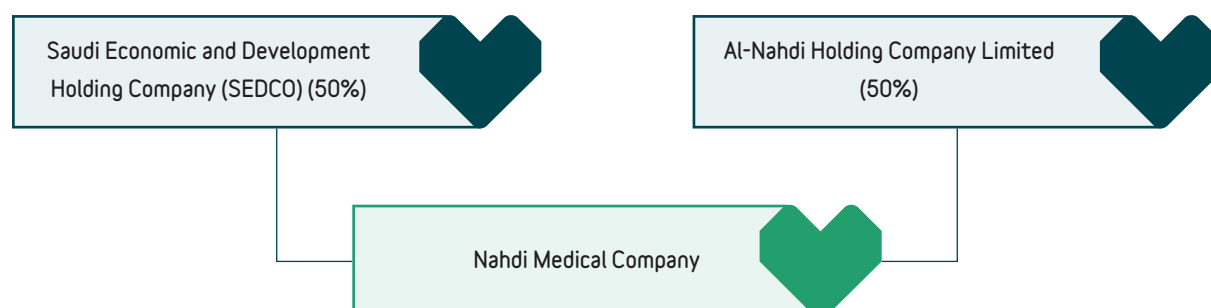 Saudi Economic and Development
Holding Company (SEDCO) (50%)
Al-Nahdi Holding Company Limited
(50%)
Nahdi Medical Company